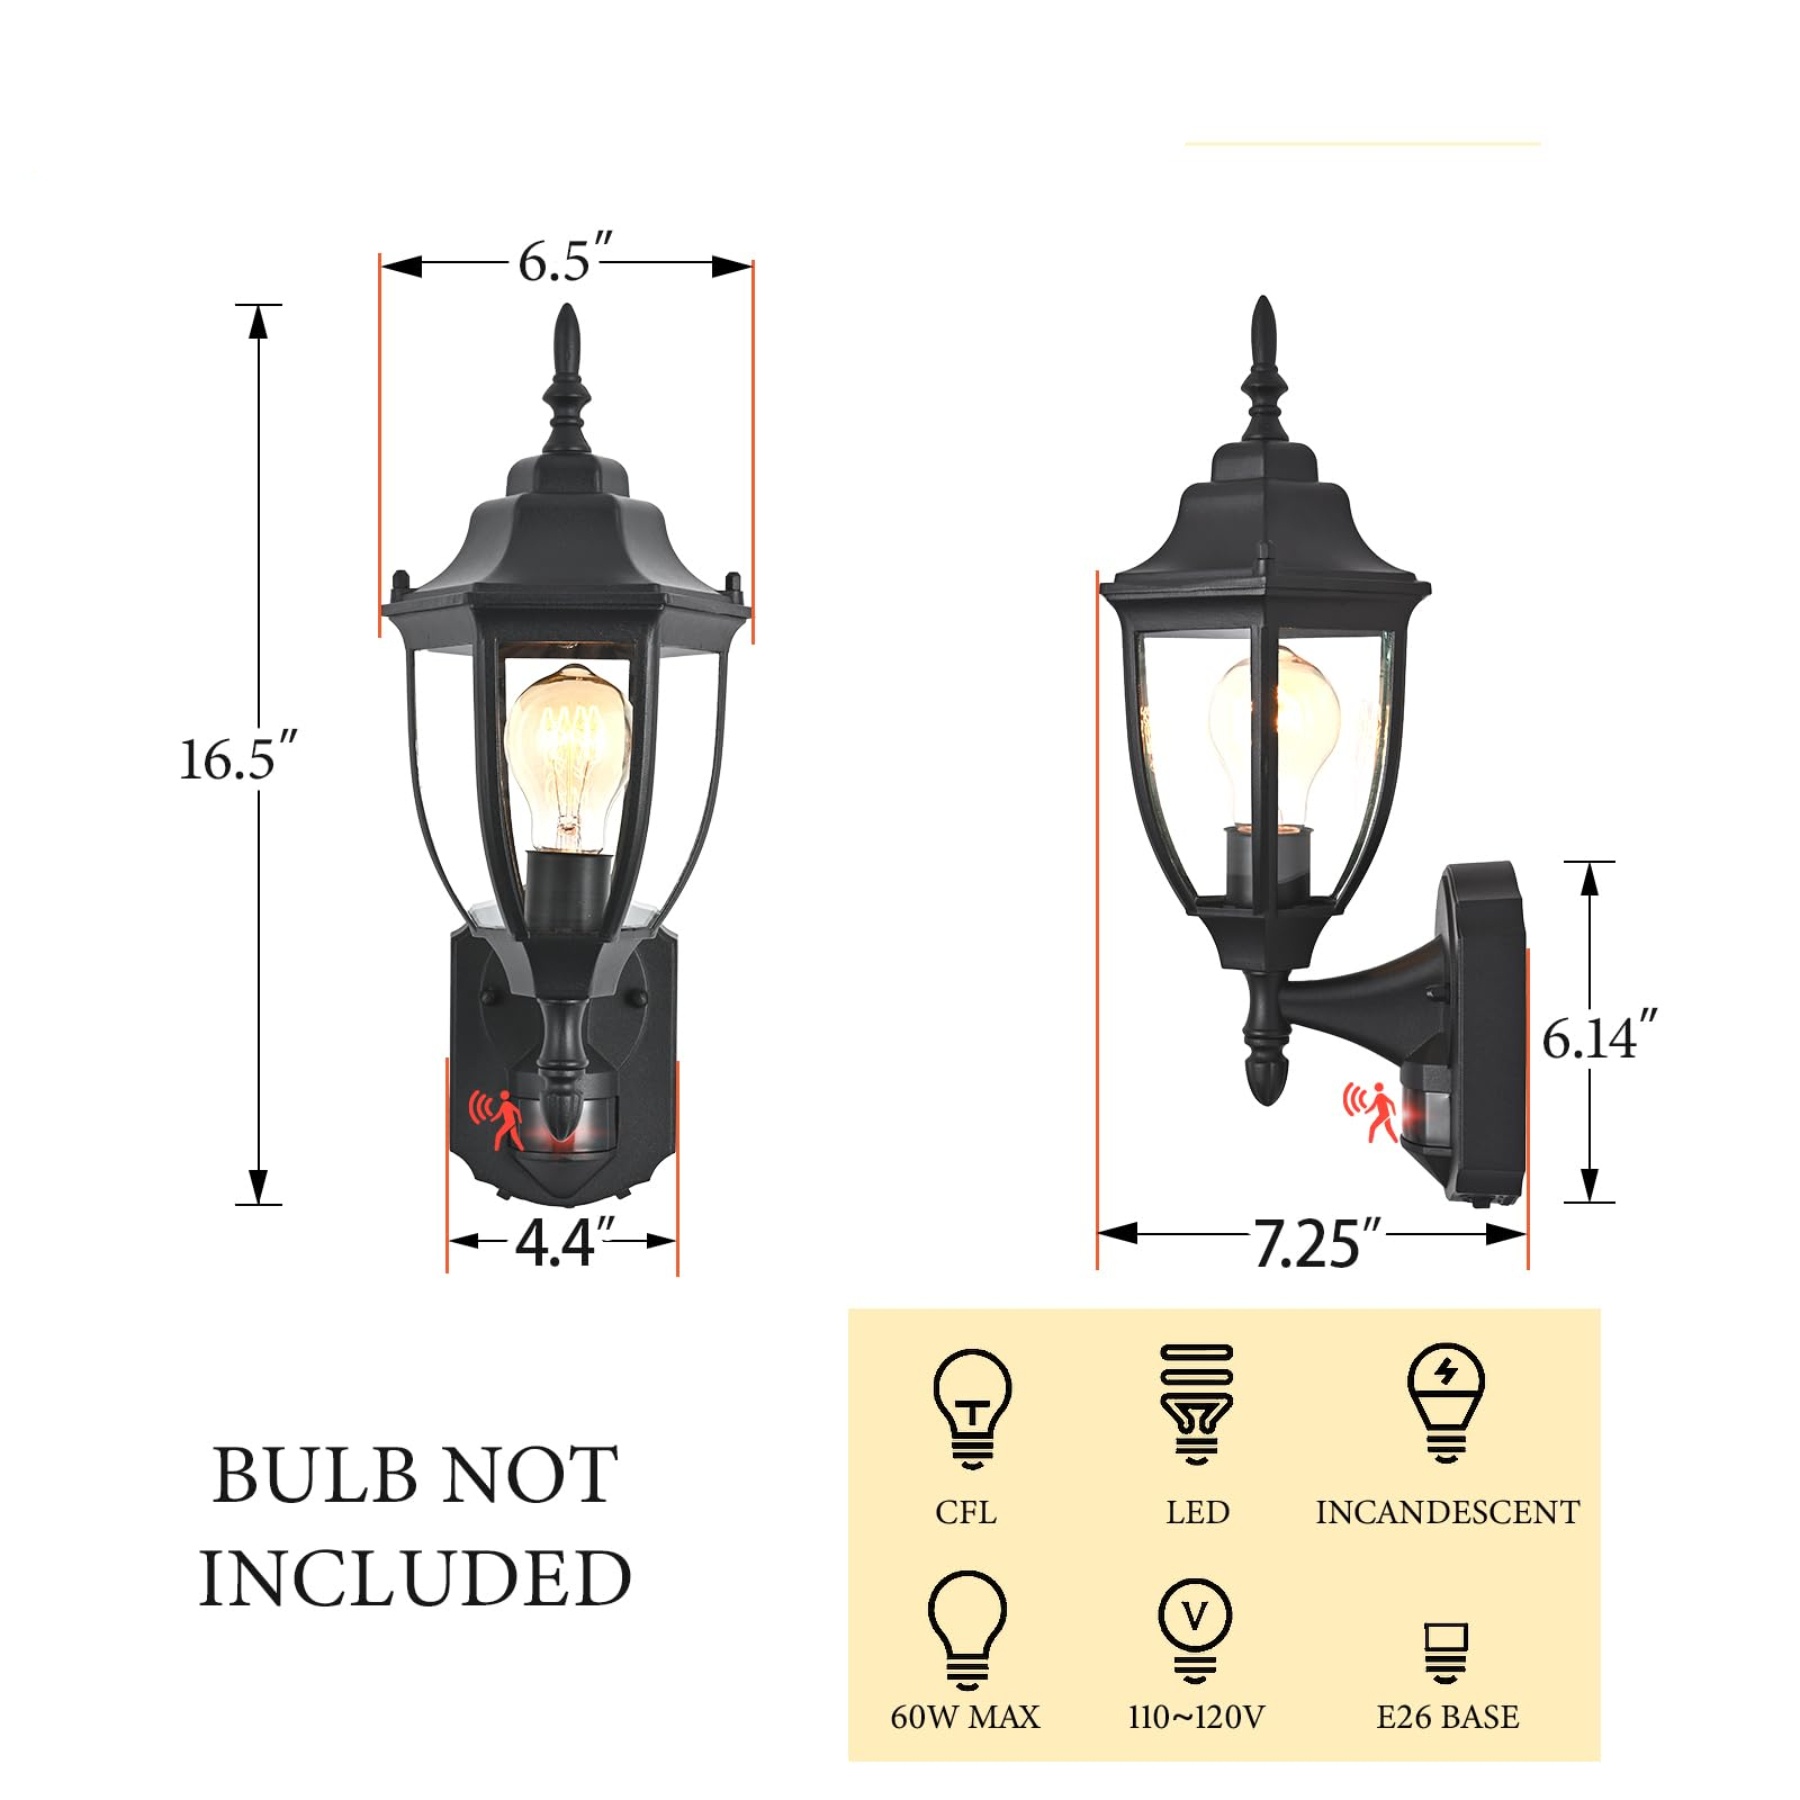 6.5"
16.5"
6.14"
4.4"
7.25"
BULB NOT
INCLUDED
CFL
LED
INCANDESCENT
60W MAX
110~120V
E26 BASE